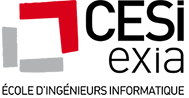 CESi
exia
ÉCOLE D'INGÉNIEURS INFORMATIQUE